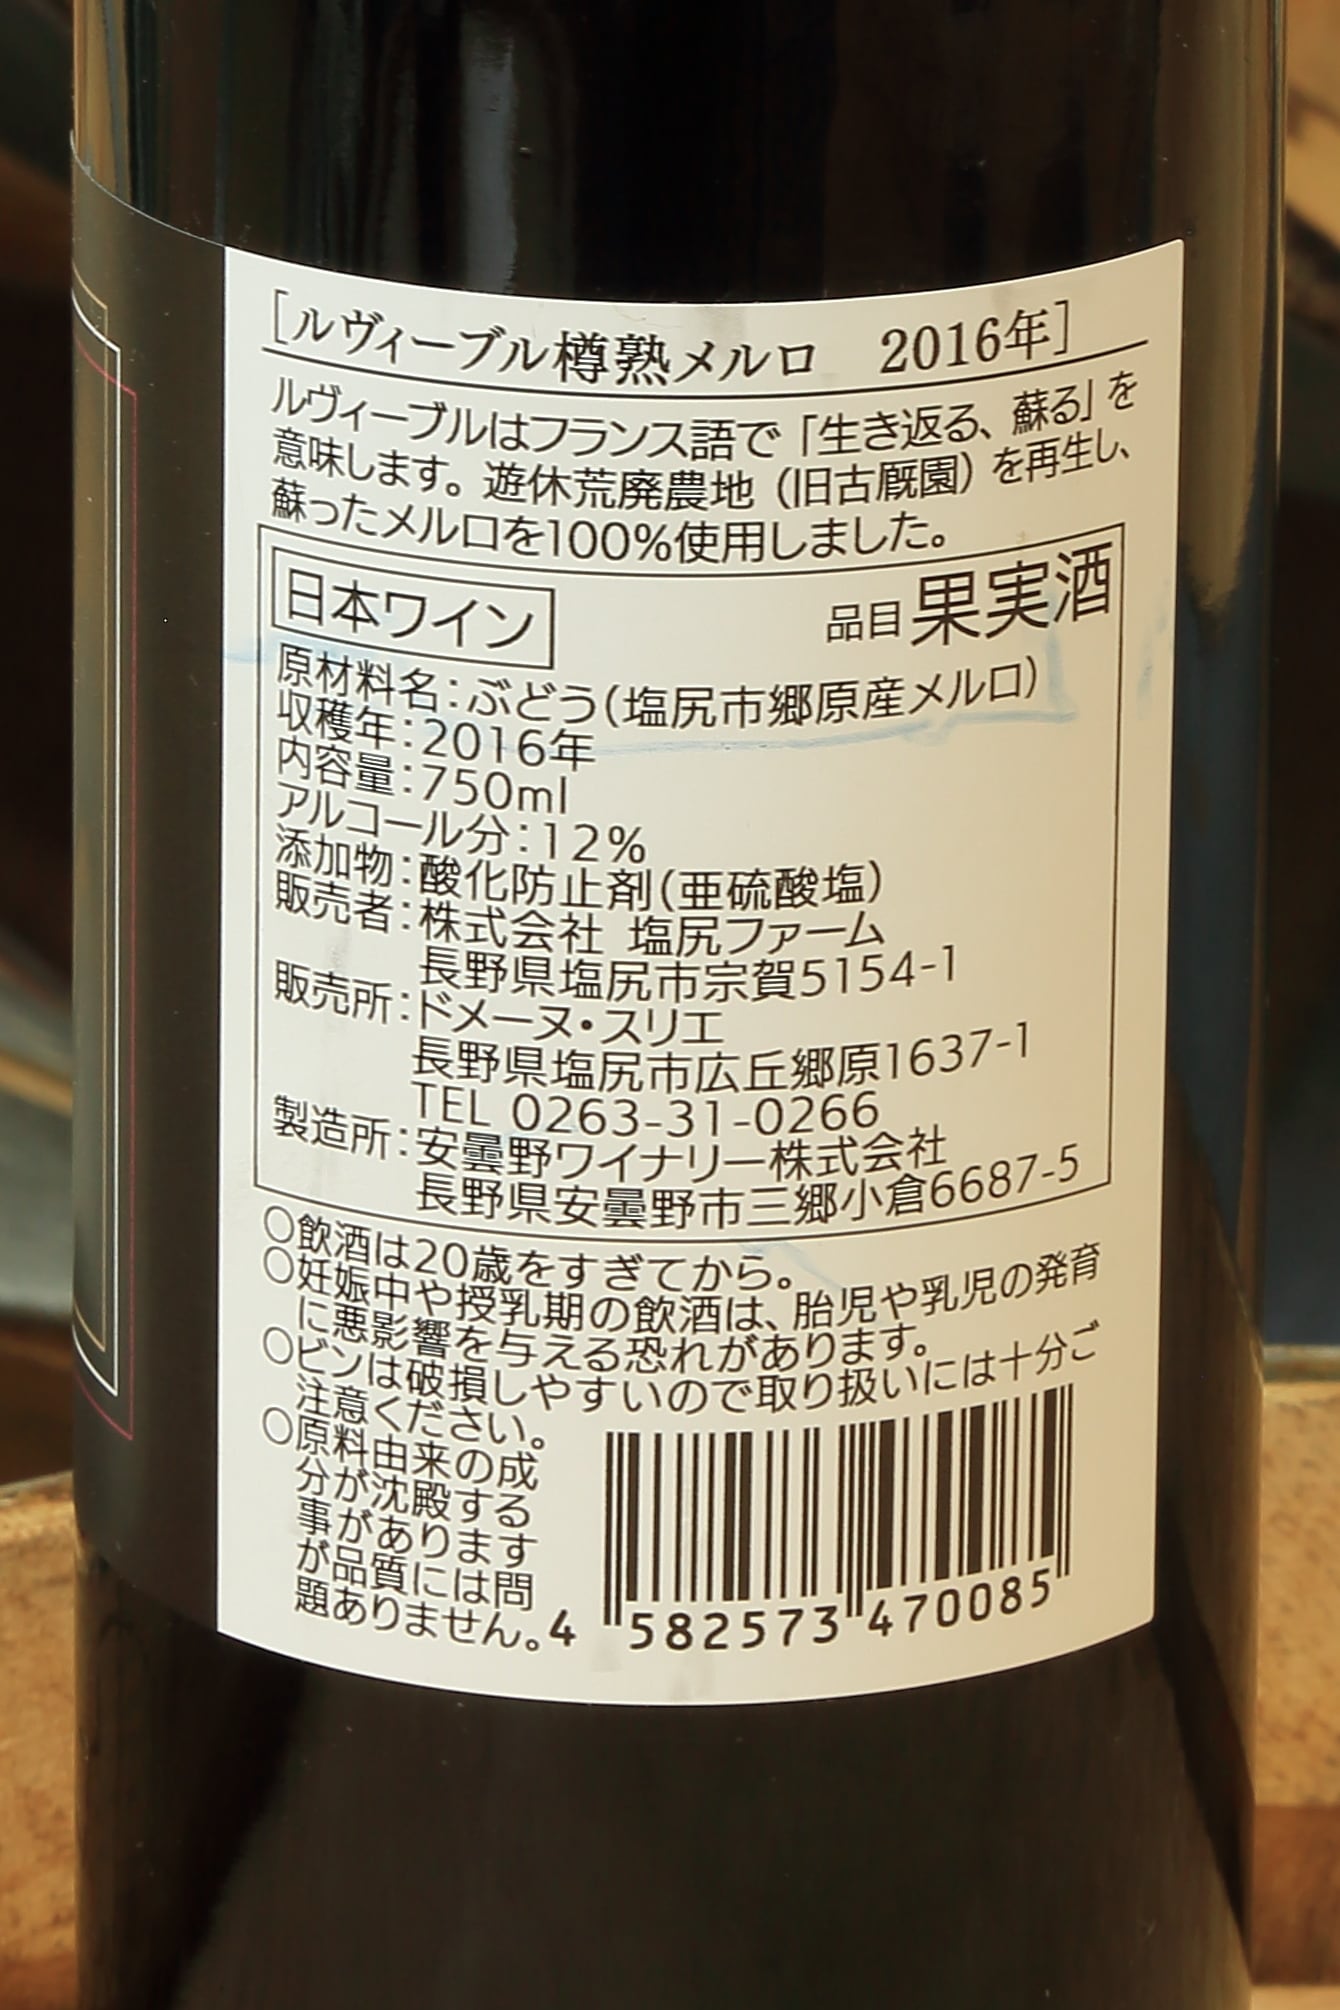 [ルヴィーブル樽熟メルロ　2016年]
ルヴィーブルはフランス語で「生き返る、蘇る」を
意味します。遊休荒廃農地（旧古厩園）を再生し、
蘇ったメルロを100%使用しました。
日本ワイン　品目 果実酒
原材料名：ぶどう（塩尻市郷原産メルロ）
収穫年：2016年
内容量：750ml
アルコール分：12%
添加物：酸化防止剤（亜硫酸塩）
販売者：株式会社 塩尻ファーム
長野県塩尻市宗賀5154-1
販売所：ドメーヌ・スリエ
長野県塩尻市広丘郷原1637-1
TEL 0263-31-0266
製造所：安曇野ワイナリー株式会社
長野県安曇野市三郷小倉6687-5
○飲酒は20歳をすぎてから。
○妊娠中や授乳期の飲酒は、胎児や乳児の発育
に悪影響を与える恐れがあります。
○ビンは破損しやすいので取り扱いには十分ご
注意ください。
○原料由来の成
分が沈殿する
事があります
が品質には問
題ありません。
4 582573 470085